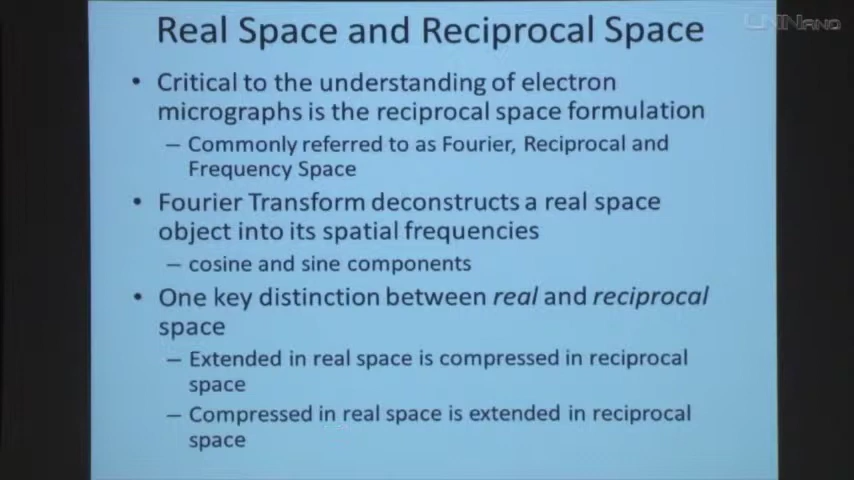 CNINano
Real Space and Reciprocal Space
• Critical to the understanding of electron
micrographs is the reciprocal space formulation
– Commonly referred to as Fourier, Reciprocal and
Frequency Space
• Fourier Transform deconstructs a real space
object into its spatial frequencies
– cosine and sine components
• One key distinction between real and reciprocal
space
– Extended in real space is compressed in reciprocal
space
– Compressed in real space is extended in reciprocal
space